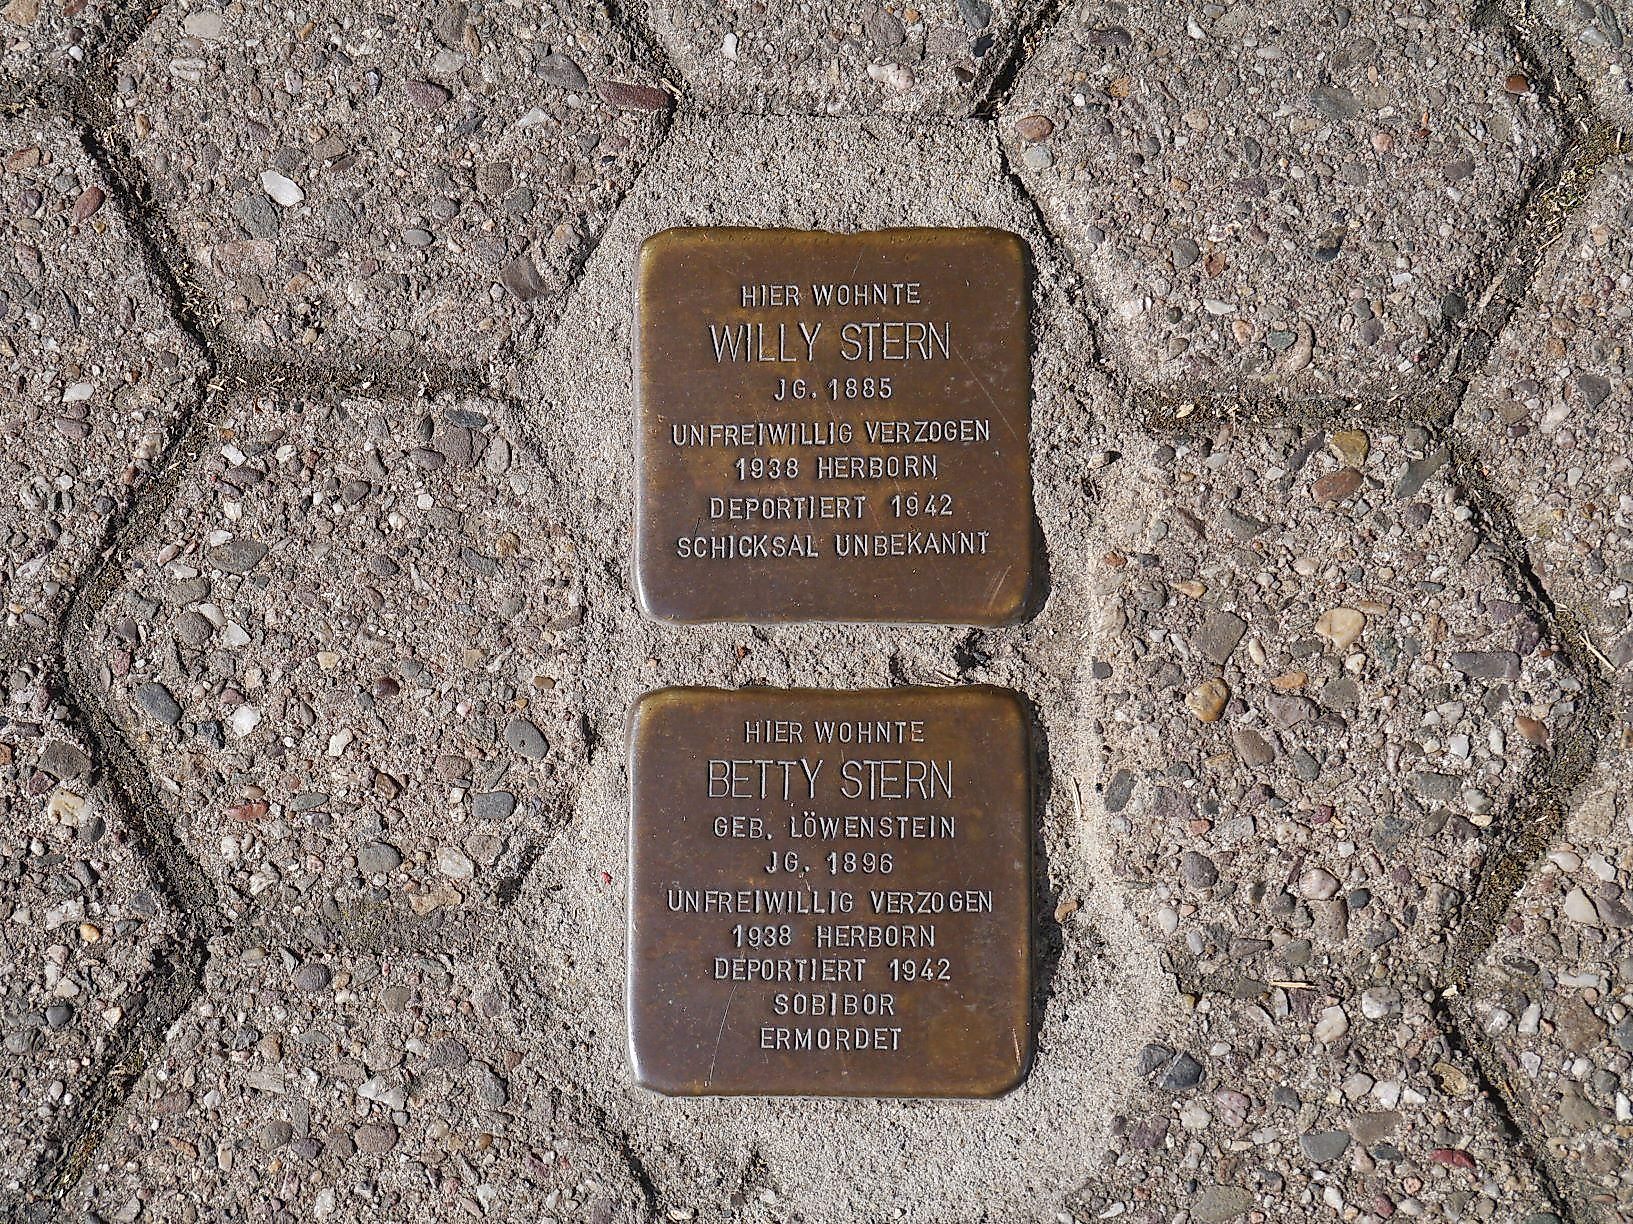 HIER WOHNTE
WILLY STERN
JG. 1885
UNFREIWILLIG VERZOGEN
1938 HERBORN
DEPORTIERT 1942
SCHICKSAL UNBEKANNT
HIER WOHNTE
BETTY STERN
GEB. LÖWENSTEIN
JG. 1896
UNFREIWILLIG VERZOGEN
1938 HERBORN
DEPORTIERT 1942
SOBIBOR
ERMORDET